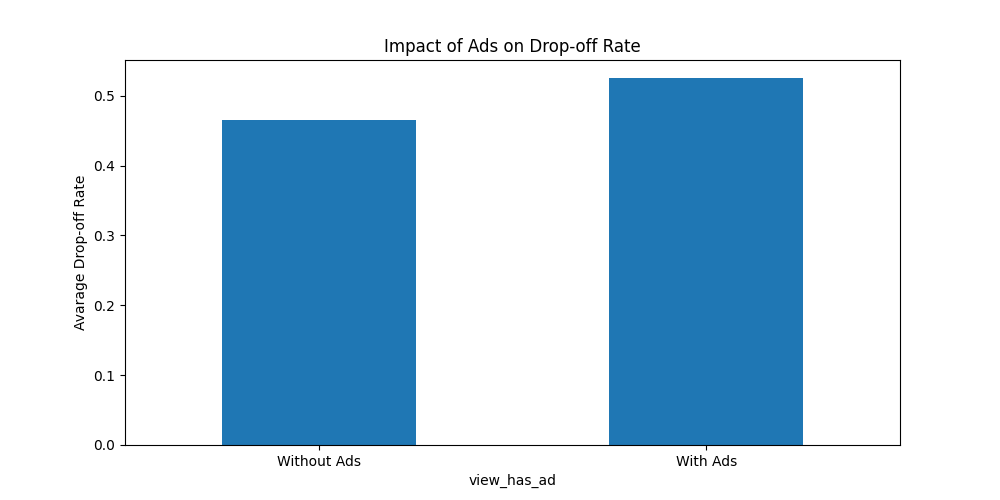 Impact of Ads on Drop-off Rate
Avarage Drop-off Rate
0.5
0.4
0.3
0.2
0.1
0.0
Without Ads
With Ads
view_has_ad